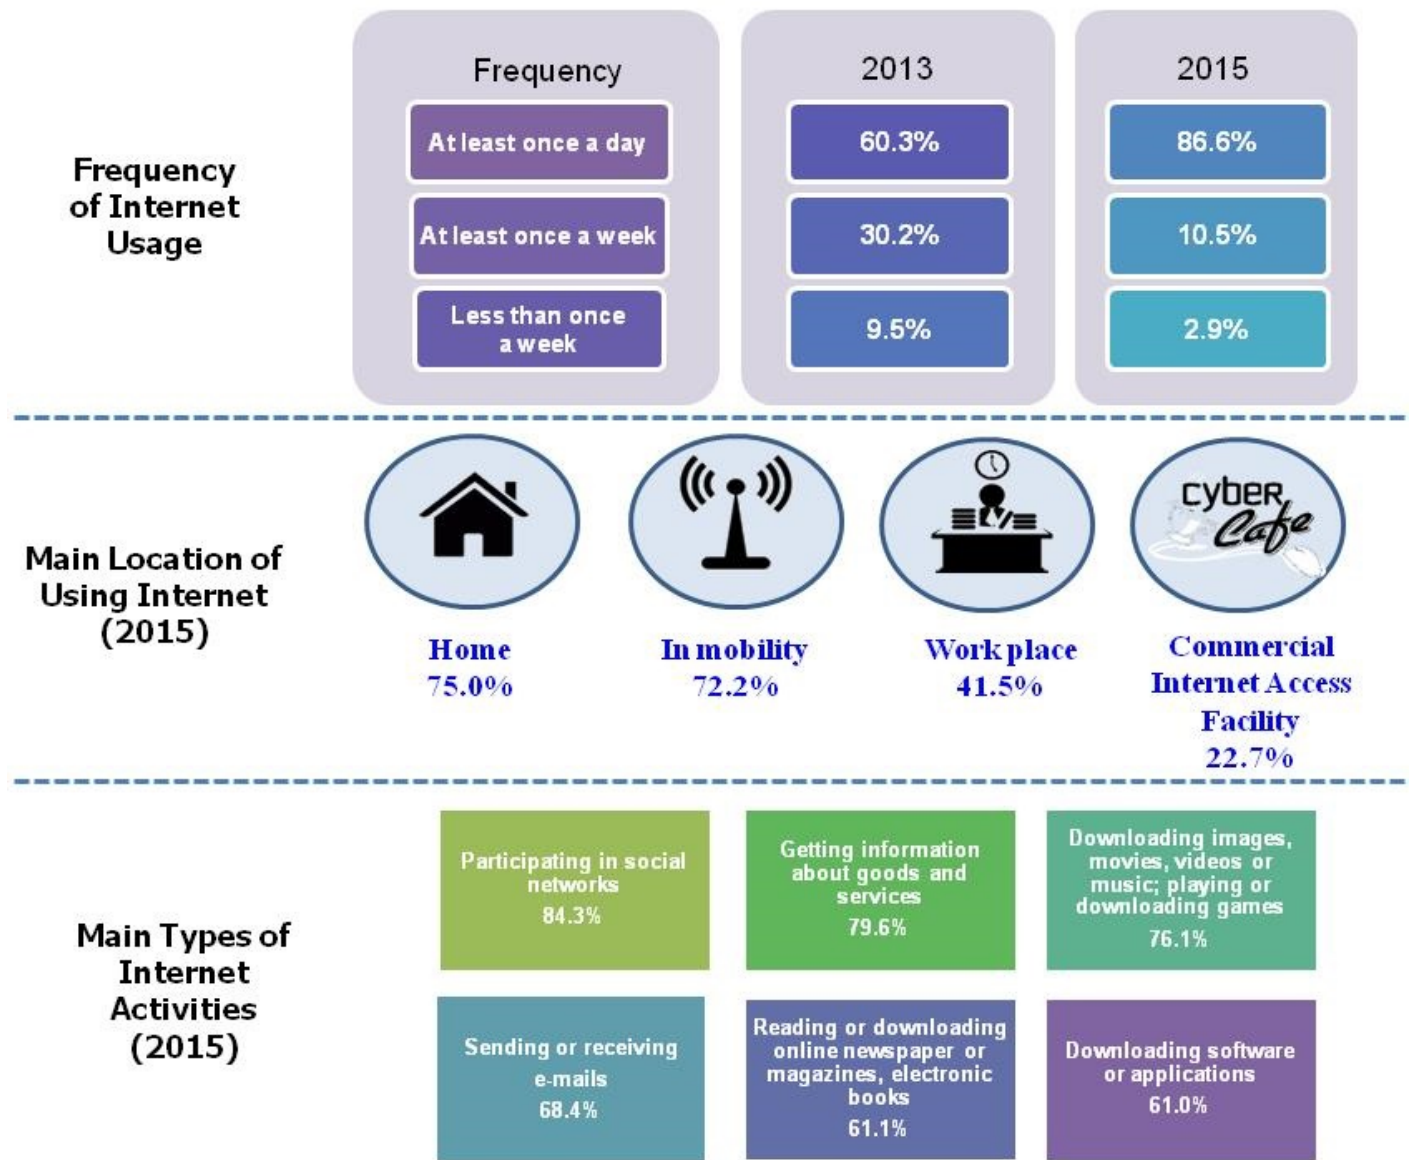 Frequency
2013
2015
Frequency
of Internet
Usage
At least once a day
60.3%
86.6%
At least once a week
30.2%
10.5%
Less than once
a week
9.5%
2.9%
Main Location of
Using Internet
(2015)
cyber
Cafe
Home
75.0%
In mobility
72.2%
Work place
41.5%
Commercial
Internet Access
Facility
22.7%
Main Types of
Internet
Activities
(2015)
Participating in social
networks
84.3%
Getting information
about goods and
services
79.6%
Downloading images,
movies, videos or
music; playing or
downloading games
76.1%
Sending or receiving
e-mails
68.4%
Reading or downloading
online newspaper or
magazines, electronic
books
61.1%
Downloading software
or applications
61.0%